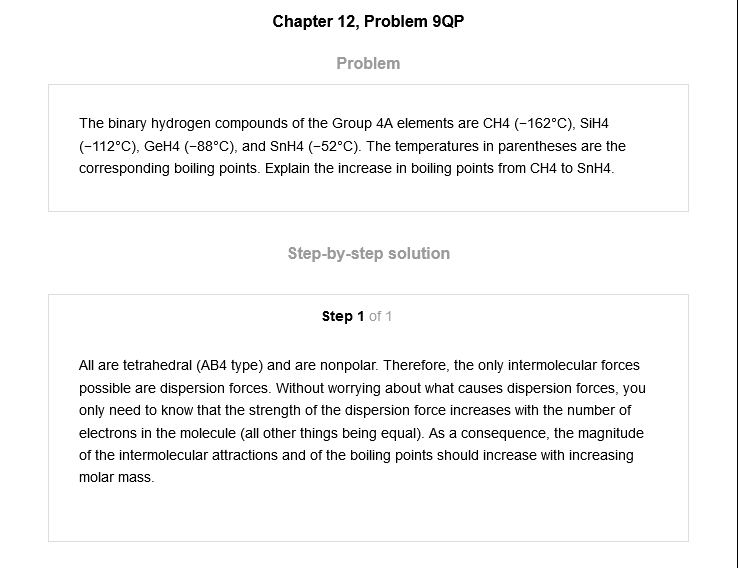 Chapter 12, Problem 9QP
Problem
The binary hydrogen compounds of the Group 4A elements are CH4 (−162°C), SiH4
(−112°C), GeH4 (−88°C), and SnH4 (−52°C). The temperatures in parentheses are the
corresponding boiling points. Explain the increase in boiling points from CH4 to SnH4.
Step-by-step solution
Step 1 of 1
All are tetrahedral (AB4 type) and are nonpolar. Therefore, the only intermolecular forces
possible are dispersion forces. Without worrying about what causes dispersion forces, you
only need to know that the strength of the dispersion force increases with the number of
electrons in the molecule (all other things being equal). As a consequence, the magnitude
of the intermolecular attractions and of the boiling points should increase with increasing
molar mass.